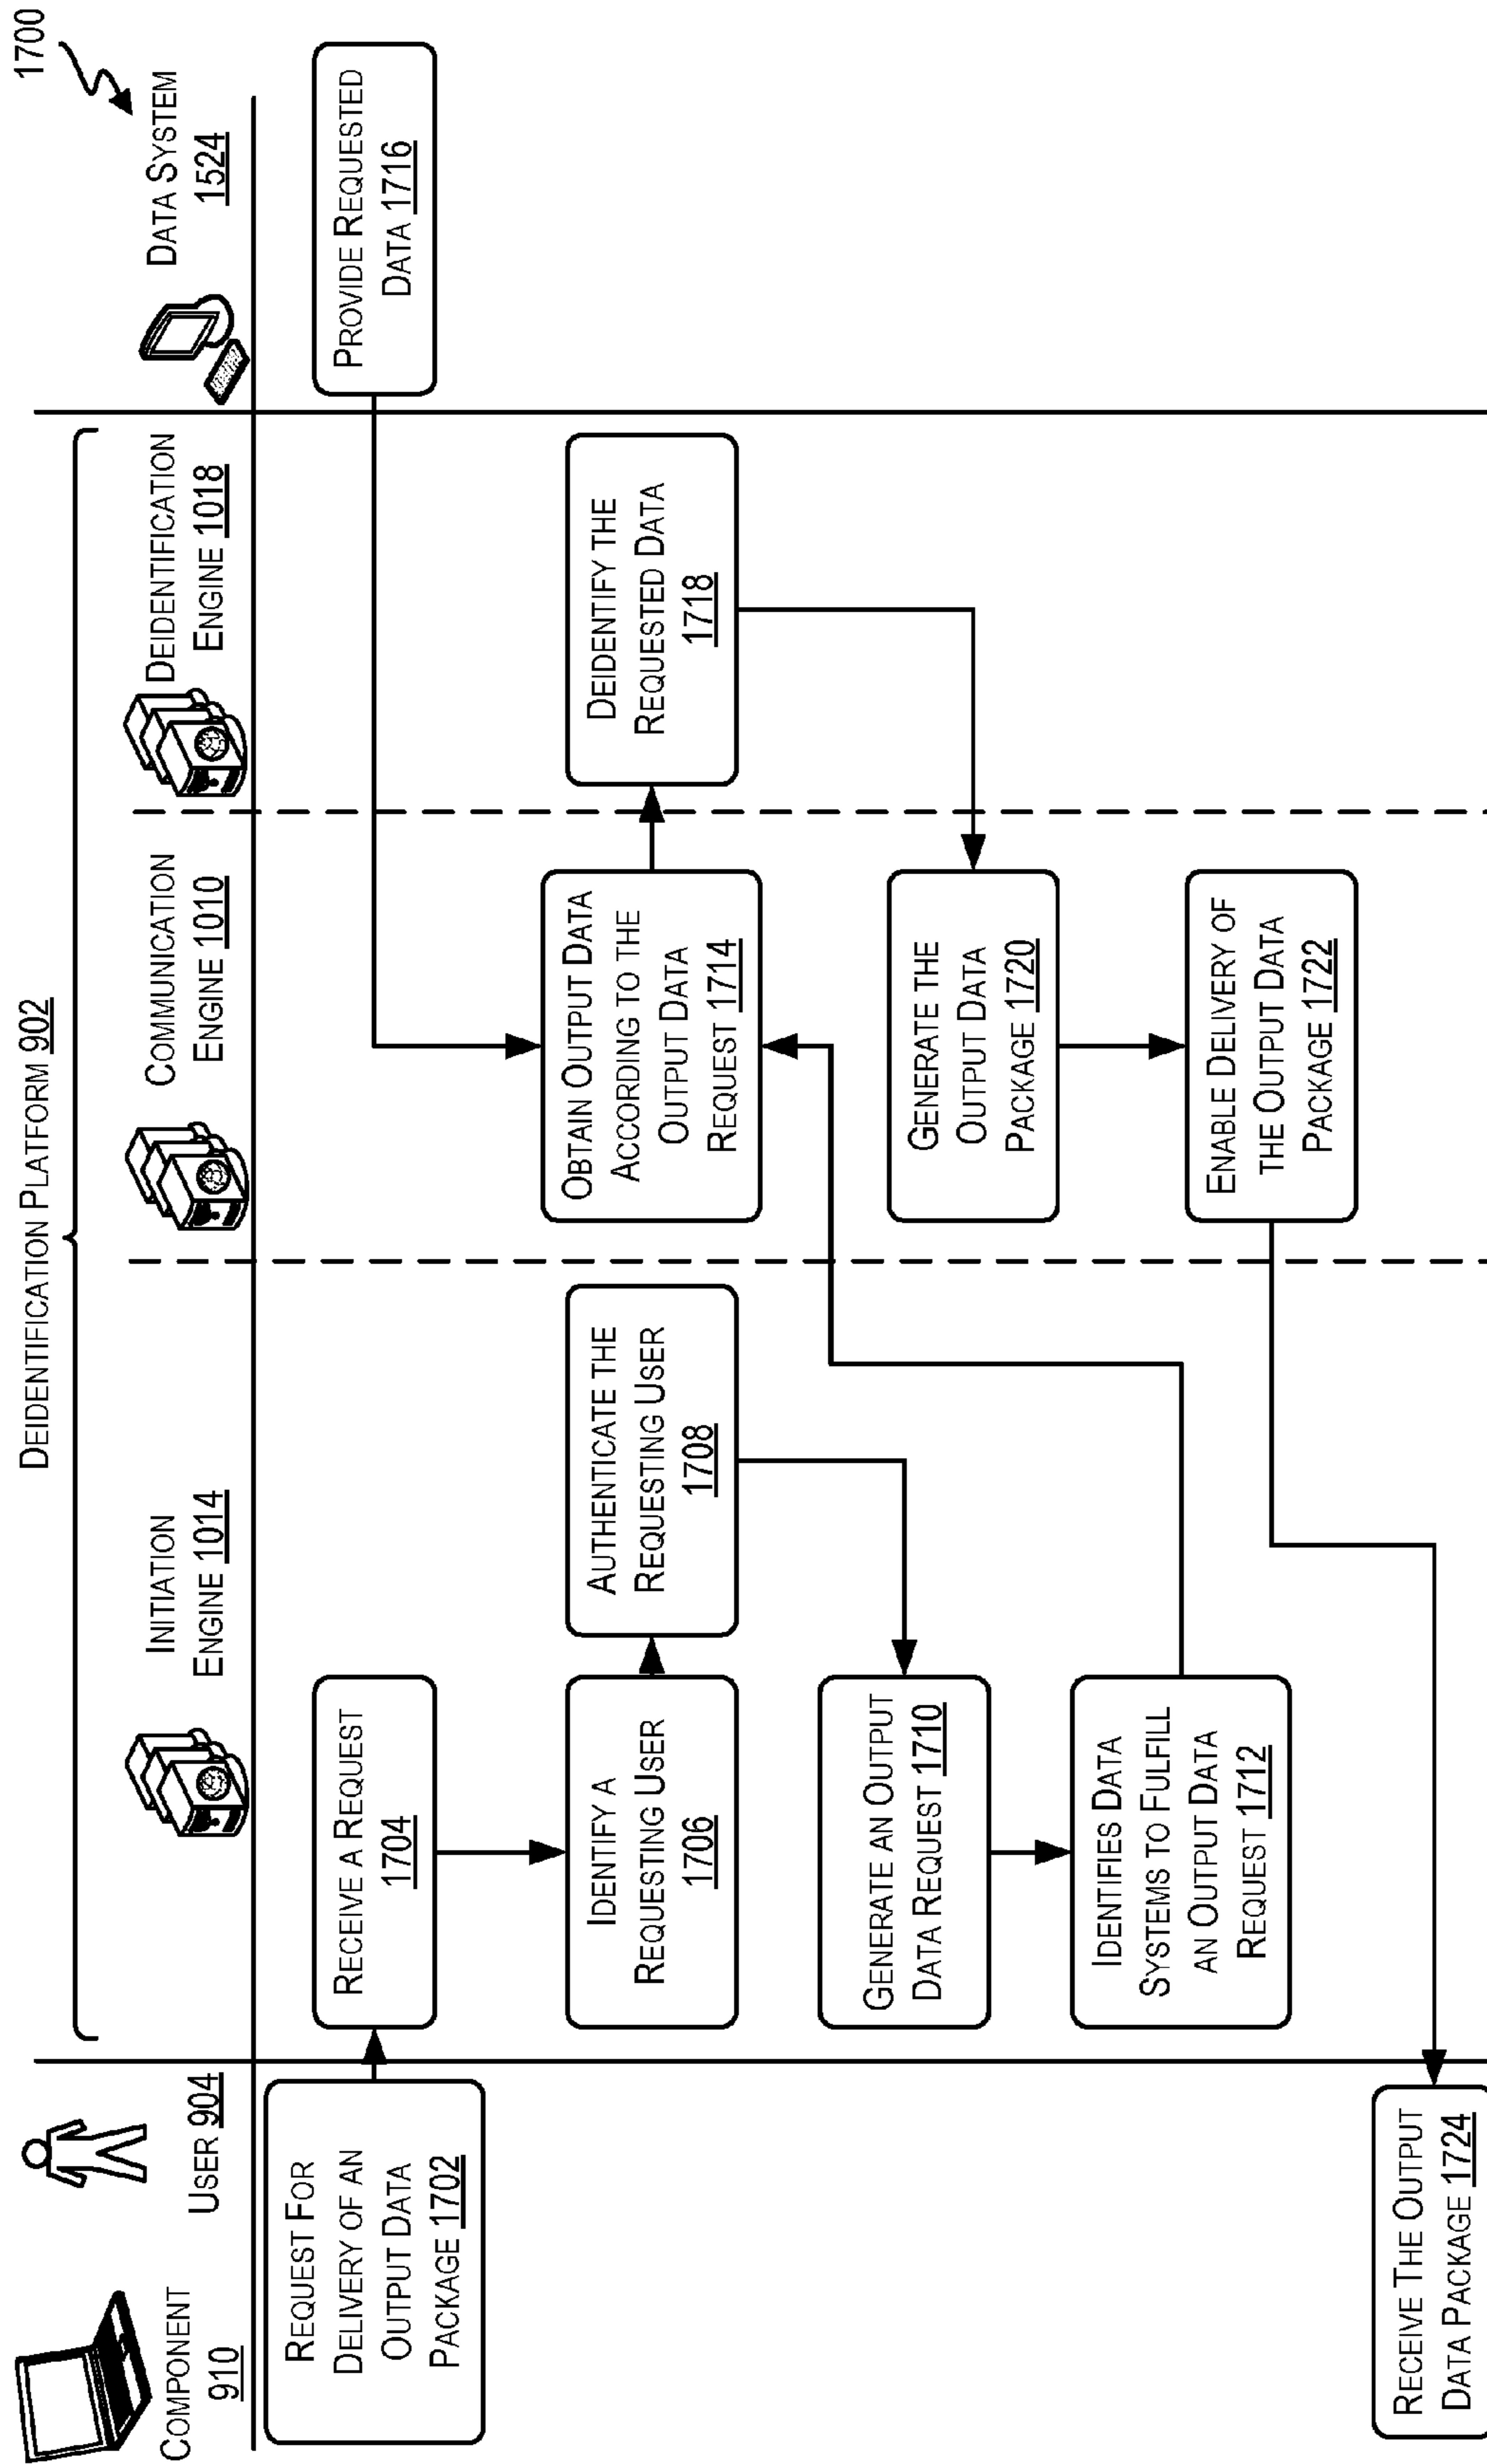 1700
DEIDENTIFICATION PLATFORM 902
COMPONENT
910
USER 904
INITIATION
ENGINE 1014
COMMUNICATION
ENGINE 1010
DEIDENTIFICATION
ENGINE 1018
DATA SYSTEM
1524
REQUEST FOR
DELIVERY OF AN
OUTPUT DATA
PACKAGE 1702
RECEIVE A REQUEST
1704
PROVIDE REQUESTED
DATA 1716
IDENTIFY A
REQUESTING USER
1706
AUTHENTICATE THE
REQUESTING USER
1708
OBTAIN OUTPUT DATA
ACCORDING TO THE
OUTPUT DATA
REQUEST 1714
DEIDENTIFY THE
REQUESTED DATA
1718
GENERATE AN OUTPUT
DATA REQUEST 1710
GENERATE THE
OUTPUT DATA
PACKAGE 1720
IDENTIFIES DATA
SYSTEMS TO FULFILL
AN OUTPUT DATA
REQUEST 1712
ENABLE DELIVERY OF
THE OUTPUT DATA
PACKAGE 1722
RECEIVE THE OUTPUT
DATA PACKAGE 1724